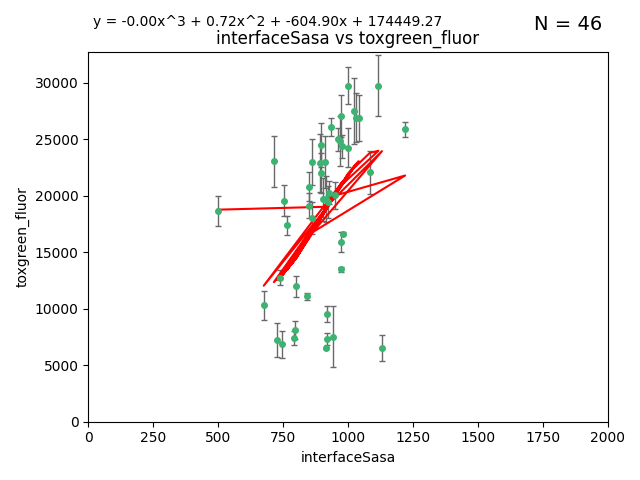 y = -0.00x^3 + 0.72x^2 + -604.90x + 174449.27
N = 46
interfaceSasa vs toxgreen_fluor
30000
25000
20000
15000
10000
5000
0
toxgreen_fluor
0 250 500 750 1000 1250 1500 1750 2000
interfaceSasa